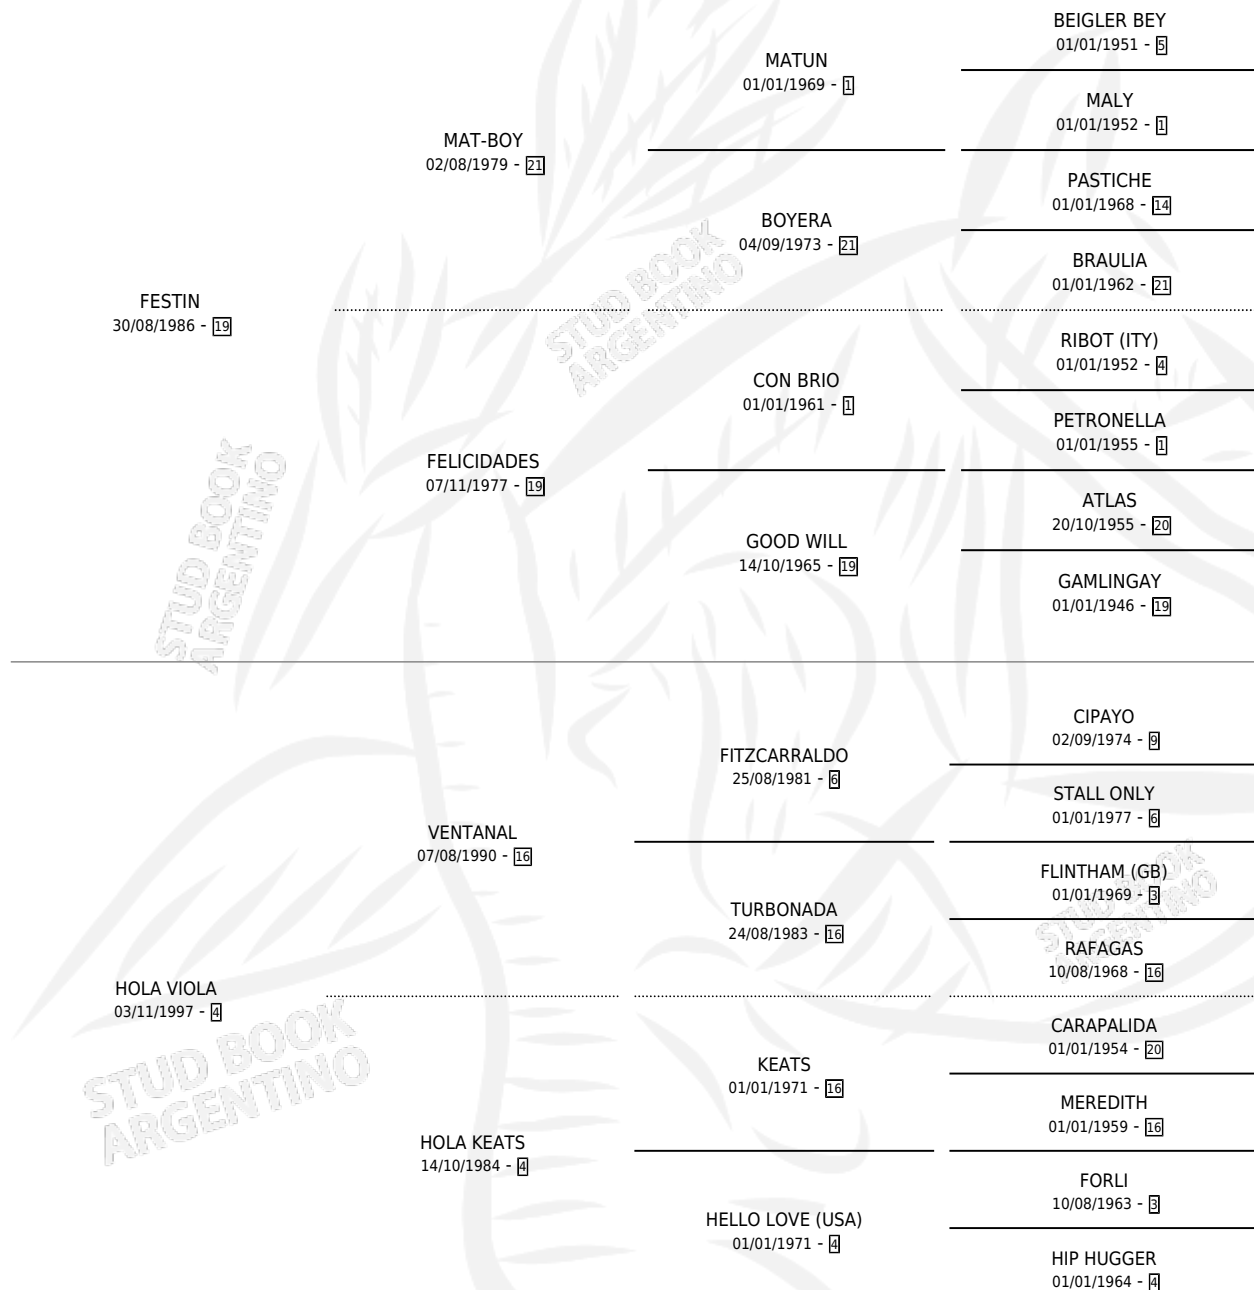 BEIGLER BEY
01/01/1951 - 5
MATUN
01/01/1969 - 1
MALY
01/01/1952 - 1
MAT-BOY
02/08/1979 - 21
PASTICHE
01/01/1968 - 14
BOYERA
04/09/1973 - 21
BRAULIA
01/01/1962 - 21
STUD BOOK
ARGENTINO
FESTIN
30/08/1986 - 19
RIBOT (ITY)
01/01/1952 - 4
CON BRIO
01/01/1961 - 1
PETRONELLA
01/01/1955 - 1
FELICIDADES
07/11/1977 - 19
ATLAS
20/10/1955 - 20
GOOD WILL
14/10/1965 - 19
GAMLINGAY
01/01/1946 - 19
STUD BOOK
ARGENTINO
CIPAYO
02/09/1974 - 9
FITZCARRALDO
25/08/1981 - 6
STALL ONLY
01/01/1977 - 6
VENTANAL
07/08/1990 - 16
FLINTHAM (GB)
01/01/1969 - 3
TURBONADA
24/08/1983 - 16
STUD BOOK
ARGENTINO
RAFAGAS
10/08/1968 - 16
HOLA VIOLA
03/11/1997 - 4
CARAPALIDA
01/01/1954 - 20
KEATS
01/01/1971 - 16
MEREDITH
01/01/1959 - 16
STUD BOOK
ARGENTINO
HOLA KEATS
14/10/1984 - 4
FORLI
10/08/1963 - 3
HELLO LOVE (USA)
01/01/1971 - 4
HIP HUGGER
01/01/1964 - 4